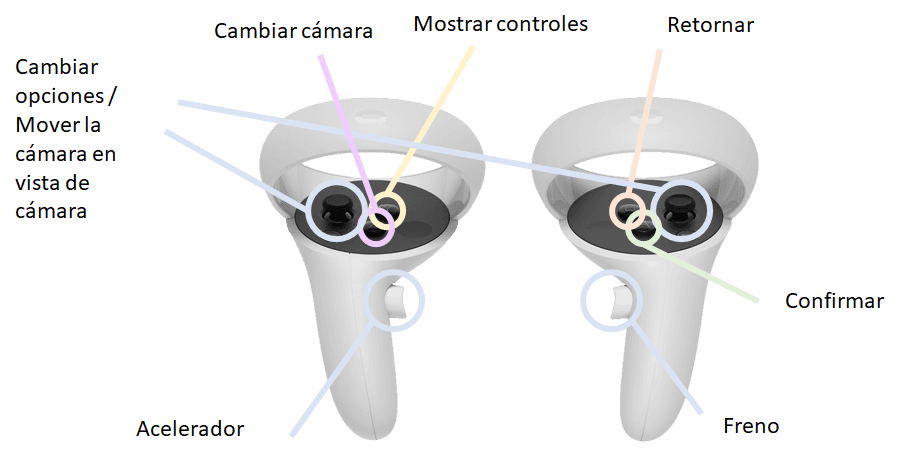 Cambiar cámara
Mostrar controles
Retornar
Cambiar
opciones /
Mover la
cámara en
vista de
cámara
Confirmar
Acelerador
Freno